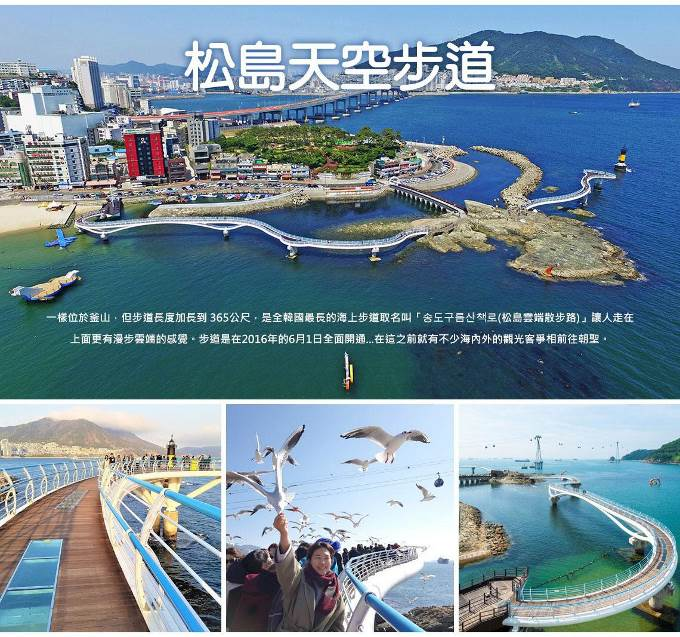 松島天空步道
一樣位於釜山，但步道長度加長到 365公尺，是全韓國最長的海上步道取名叫「송도구름산책로(松島雲端散步路)」讓人走在
上面更有漫步雲端的感覺。步道是在2016年的6月1日全面開通...在這之前就有不少海內外的觀光客爭相前往朝聖。